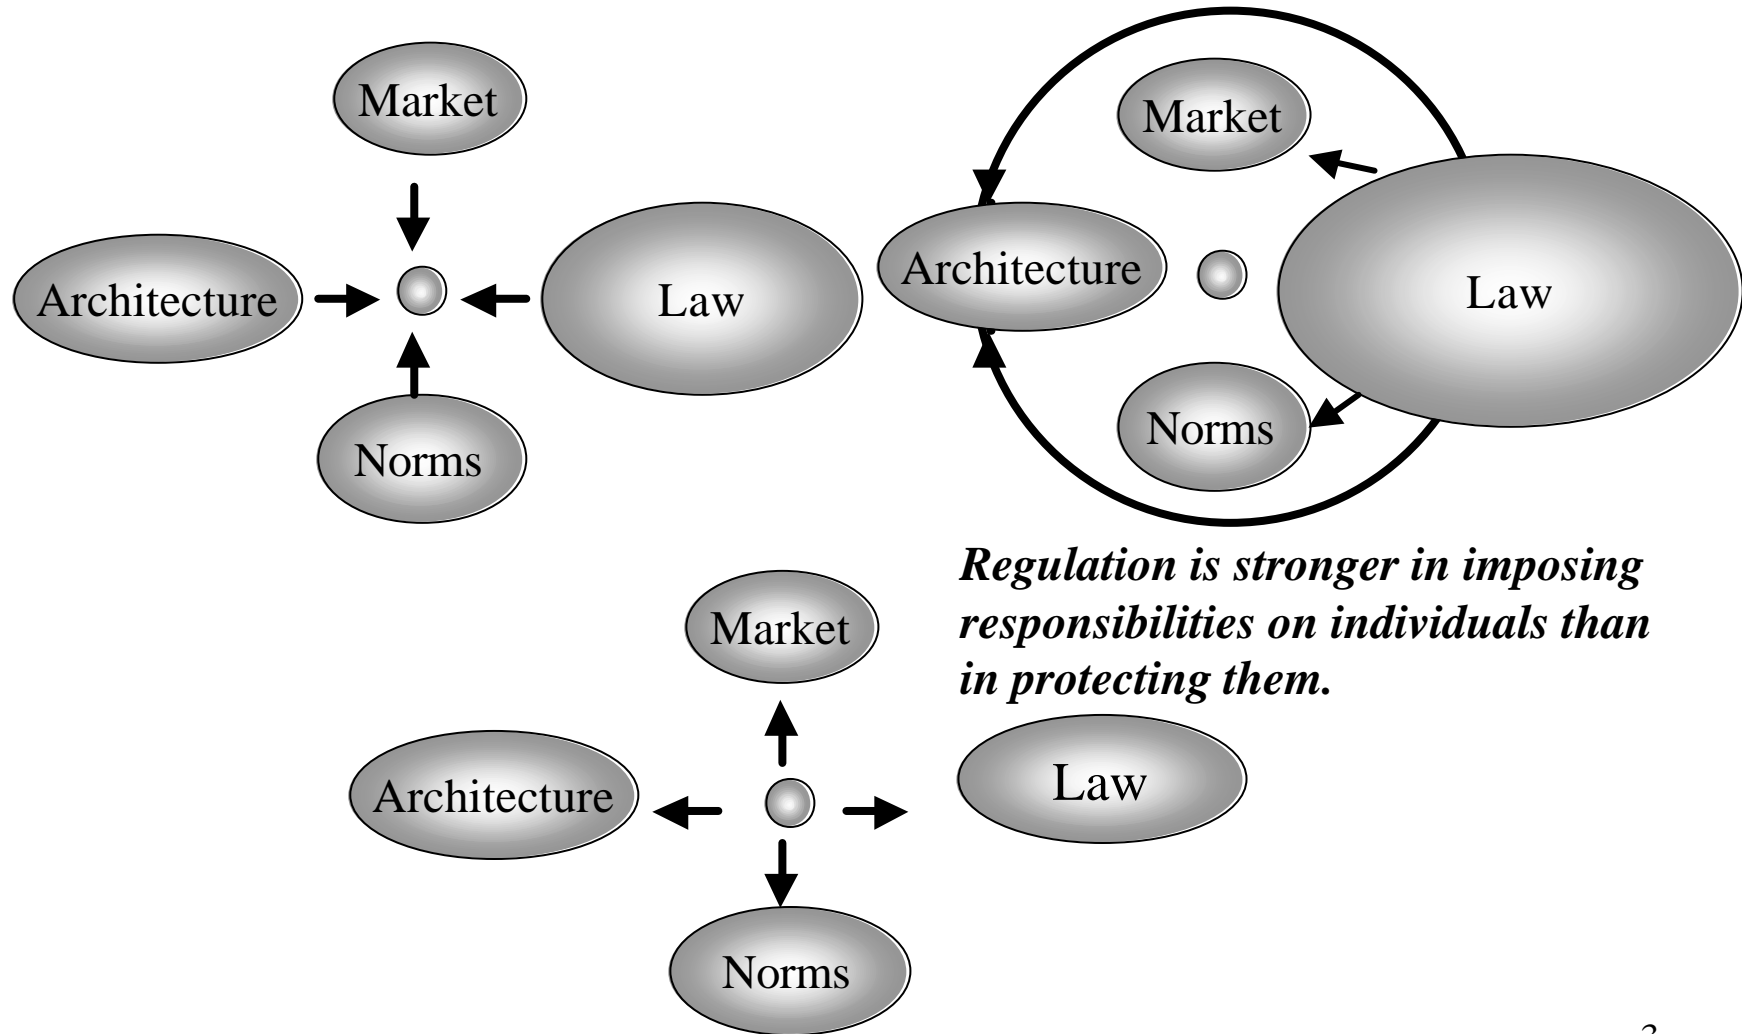 Market
Architecture
Law
Norms
Market
Architecture
Law
Norms
Regulation is stronger in imposing
responsibilities on individuals than
in protecting them.
Market
Architecture
Law
Norms
3